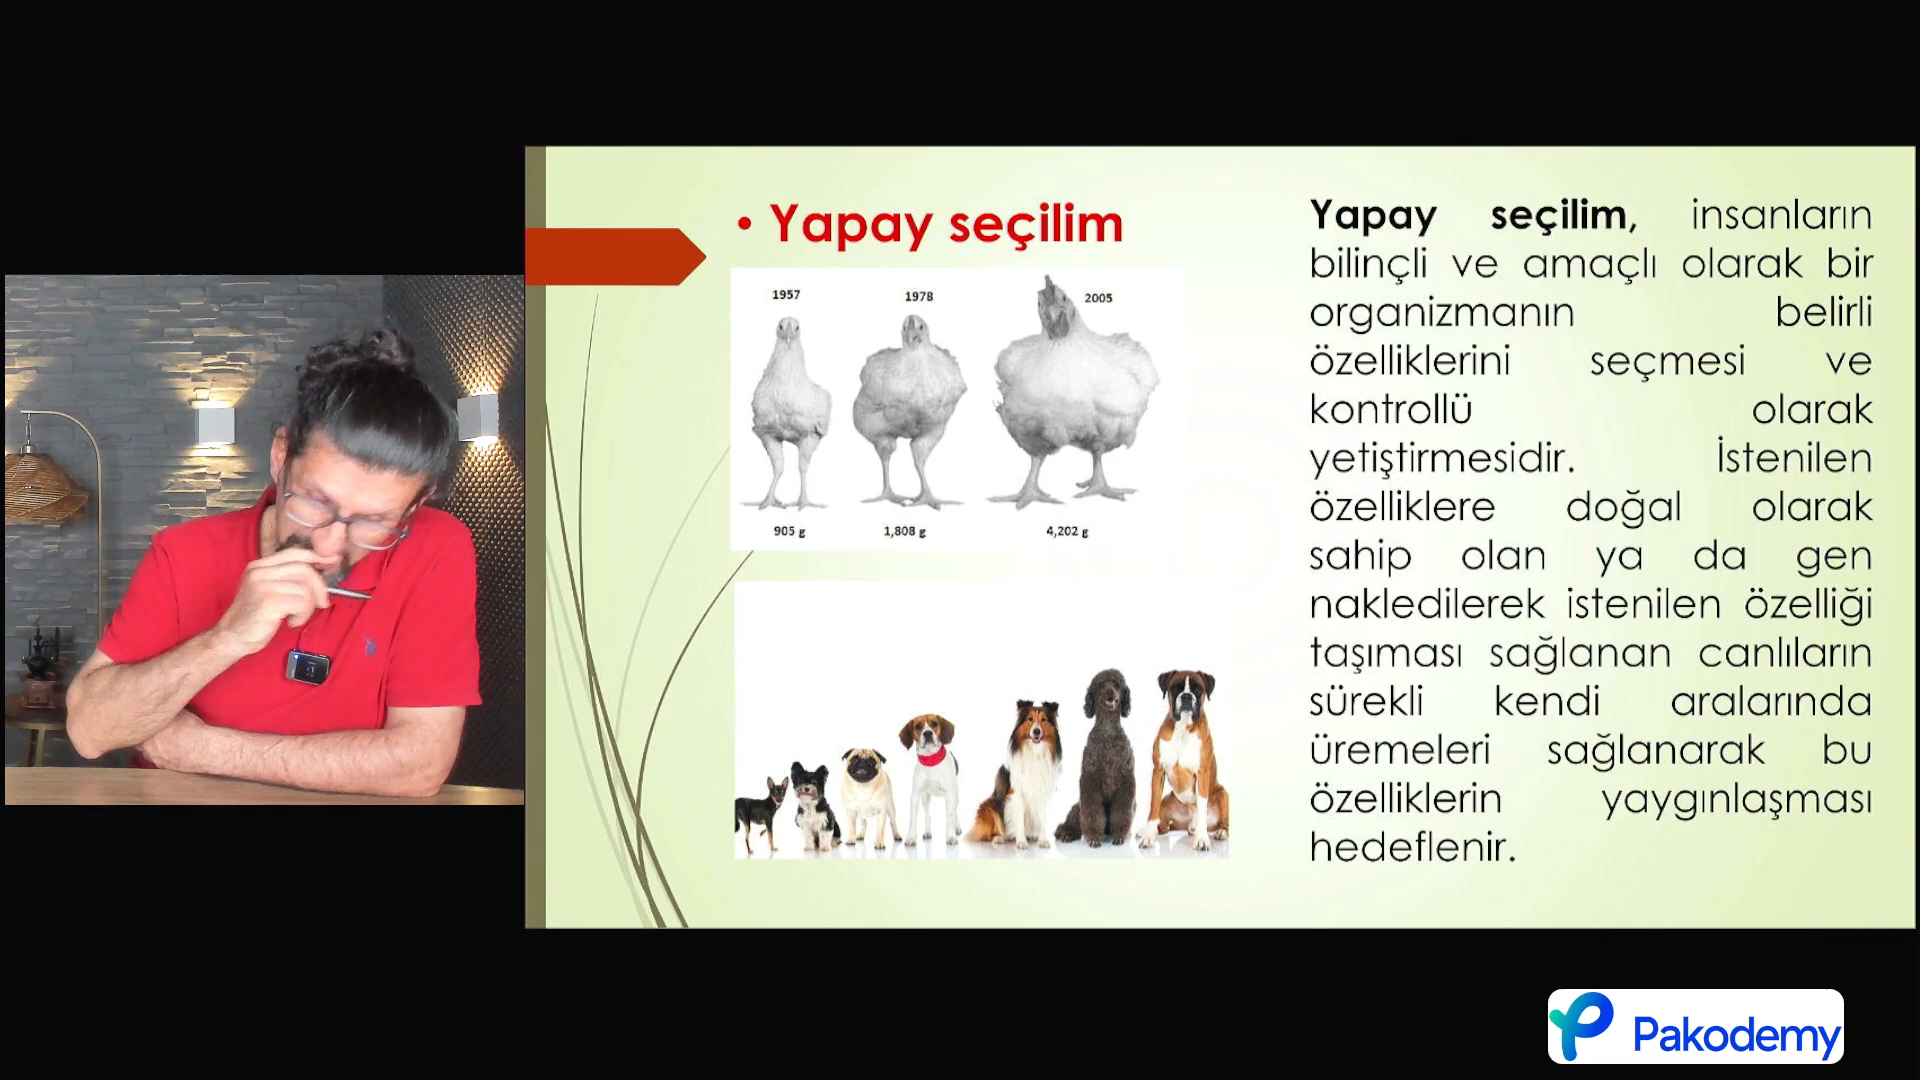 • Yapay seçilim
1957 1978 2005
905 g 1,808 g 4,202 g
Yapay seçilim, insanların
bilinçli ve amaçlı olarak bir
organizmanın belirli
özelliklerini seçmesi ve
kontrollü olarak
yetiştirmesidir. İstenilen
özelliklere doğal olarak
sahip olan ya da gen
nakledilerek istenilen özelliği
taşıması sağlanan canlıların
sürekli kendi aralarında
üremeleri sağlanarak bu
özelliklerin yaygınlaşması
hedeflenir.
Pakodemy